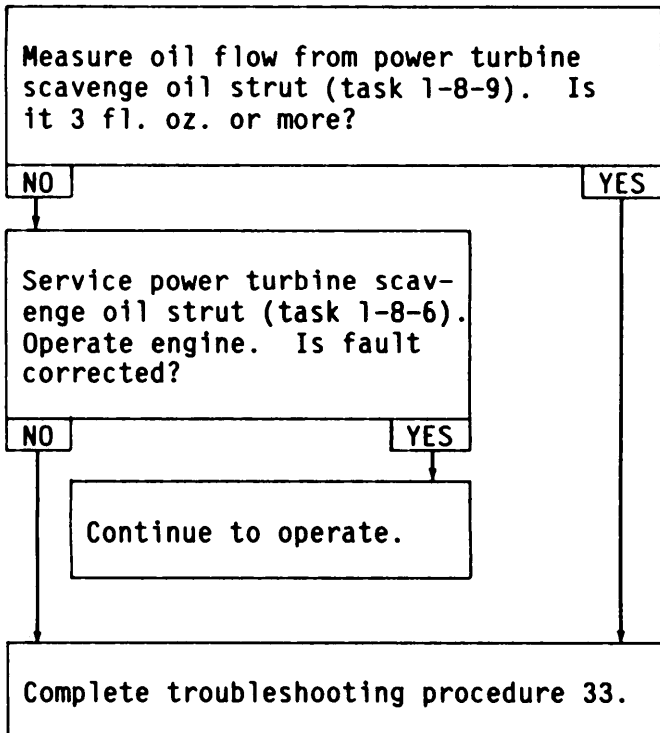 Measure oil flow from power turbine
scavenge oil strut (task 1-8-9).  Is
it 3 fl. oz. or more?
NO
YES
Service power turbine scav-
enge oil strut (task 1-8-6).
Operate engine.  Is fault
corrected?
NO
YES
Continue to operate.
Complete troubleshooting procedure 33.